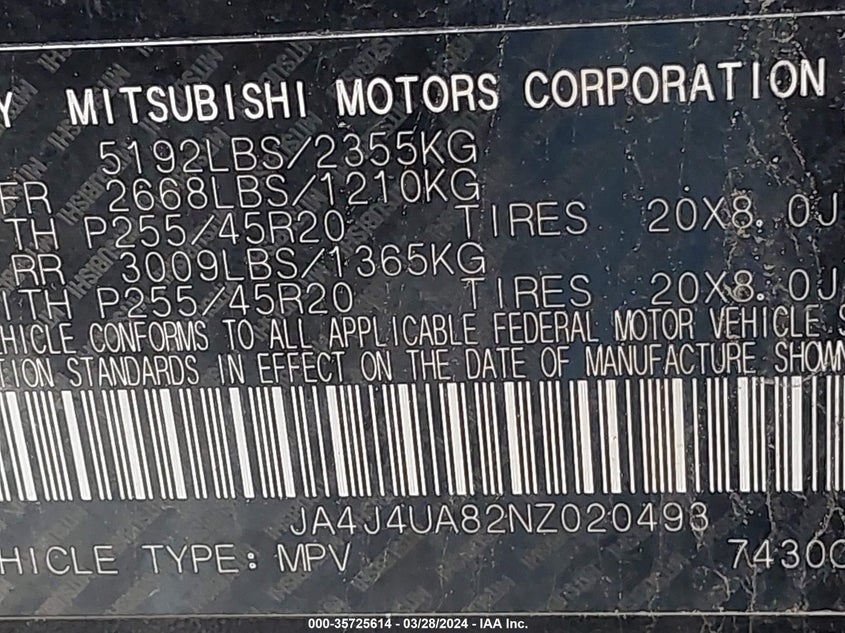 Y MITSUBISHI MOTORS CORPORATION
5192LBS/2355KG
FR 2668LBS/1210KG
TH P255/45R20 TIRES 20X8.0J
RR 3009LBS/1365KG
ITH P255/45R20 TIRES 20X8.0J
EHICLE CONFORMS TO ALL APPLICABLE FEDERAL MOTOR VEHICLE S
TION STANDARDS IN EFFECT ON THE DATE OF MANUFACTURE SHOWN
JA4J4UA82NZ020493
HICLE TYPE: MPV 7430C
000-35725614 / 03/28/2024 - IAA Inc.